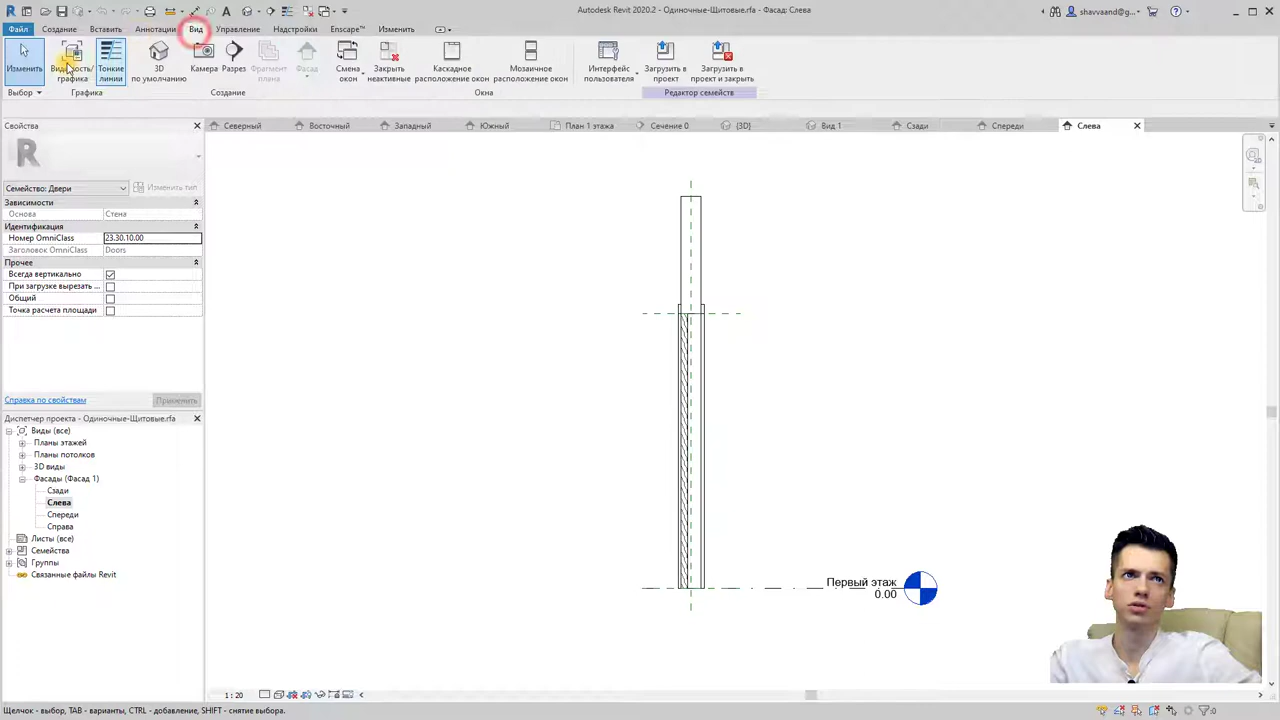 Autodesk Revit 2020.2 - Одиночные-Щитовые.rfa - Фасад: Слева
shavvaand@g...
Файл
Создание
Вставить
Аннотации
Вид
Управление
Надстройки
Enscape™
Изменить
Изменить
Тонкие линии
3D по умолчанию
Камера
Разрез
Фрагмент плана
Фасад
Смена окон
Закрыть неактивные
Каскадное расположение окон
Мозаичное расположение окон
Интерфейс пользователя
Загрузить в проект
Загрузить в проект и закрыть
Выбор
Графика
Создание
Окна
Редактор семейств
Свойства
Северный
Восточный
Западный
Южный
План 1 этажа
Сечение 0
{3D}
Вид 1
Сзади
Спереди
Слева
R
Семейство: Двери
Изменить тип
Зависимости
Основа
Стена
Идентификация
Номер OmniClass
23.30.10.00
Заголовок OmniClass
Doors
Прочее
Всегда вертикально
При загрузке вырезать ...
Общий
Точка расчета площади
Справка по свойствам
Применить
Диспетчер проекта - Одиночные-Щитовые.rfa
Виды (все)
Планы этажей
Планы потолков
3D виды
Фасады (Фасад 1)
Сзади
Слева
Спереди
Справа
Листы (все)
Семейства
Группы
Связанные файлы Revit
Первый этаж
0.00
1 : 20
Щелчок - выбор, TAB - варианты, CTRL - добавление, SHIFT - снятие выбора.
:0